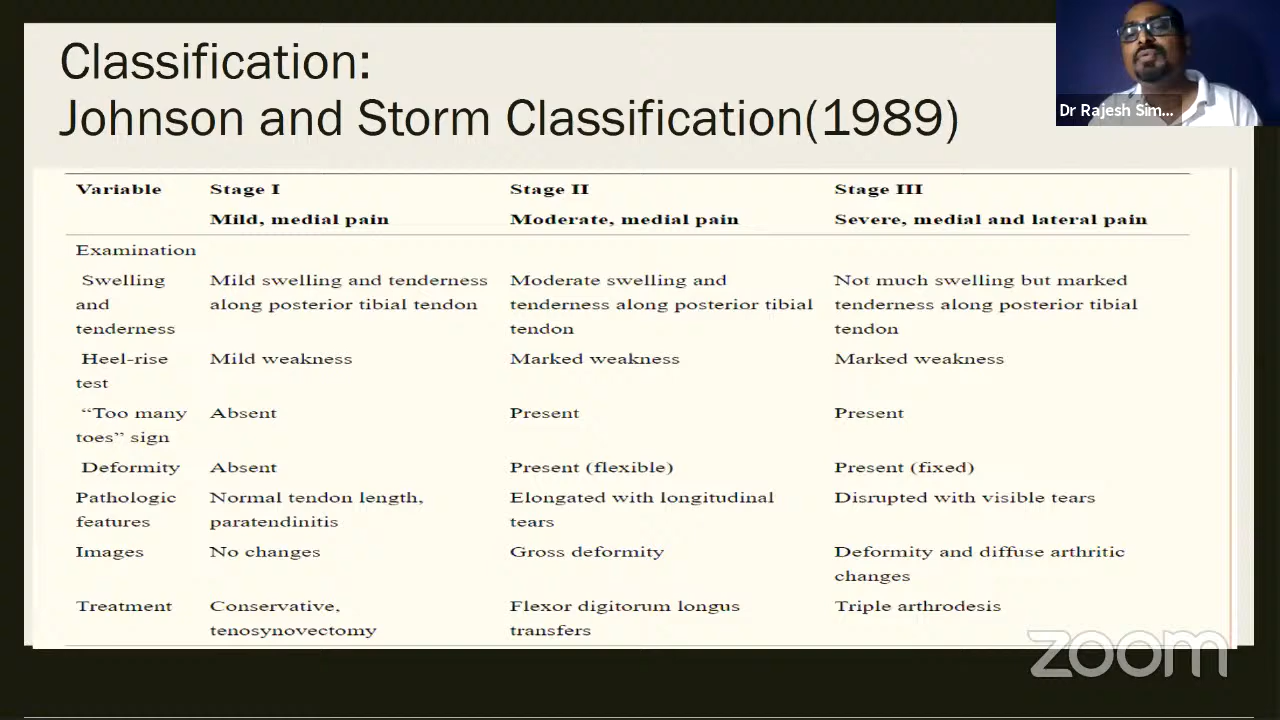 Classification:
Johnson and Storm Classification(1989)
Dr Rajesh Sim...
Variable Stage I Stage II Stage III
Mild, medial pain Moderate, medial pain Severe, medial and lateral pain
Examination
Swelling Mild swelling and tenderness Moderate swelling and Not much swelling but marked
and along posterior tibial tendon tenderness along posterior tibial tenderness along posterior tibial
tenderness tendon tendon
Heel-rise Mild weakness Marked weakness Marked weakness
test
“Too many Absent Present Present
toes” sign
Deformity Absent Present (flexible) Present (fixed)
Pathologic Normal tendon length, Elongated with longitudinal Disrupted with visible tears
features paratendinitis tears
Images No changes Gross deformity Deformity and diffuse arthritic
changes
Treatment Conservative, Flexor digitorum longus Triple arthrodesis
tenosynovectomy transfers
zoom